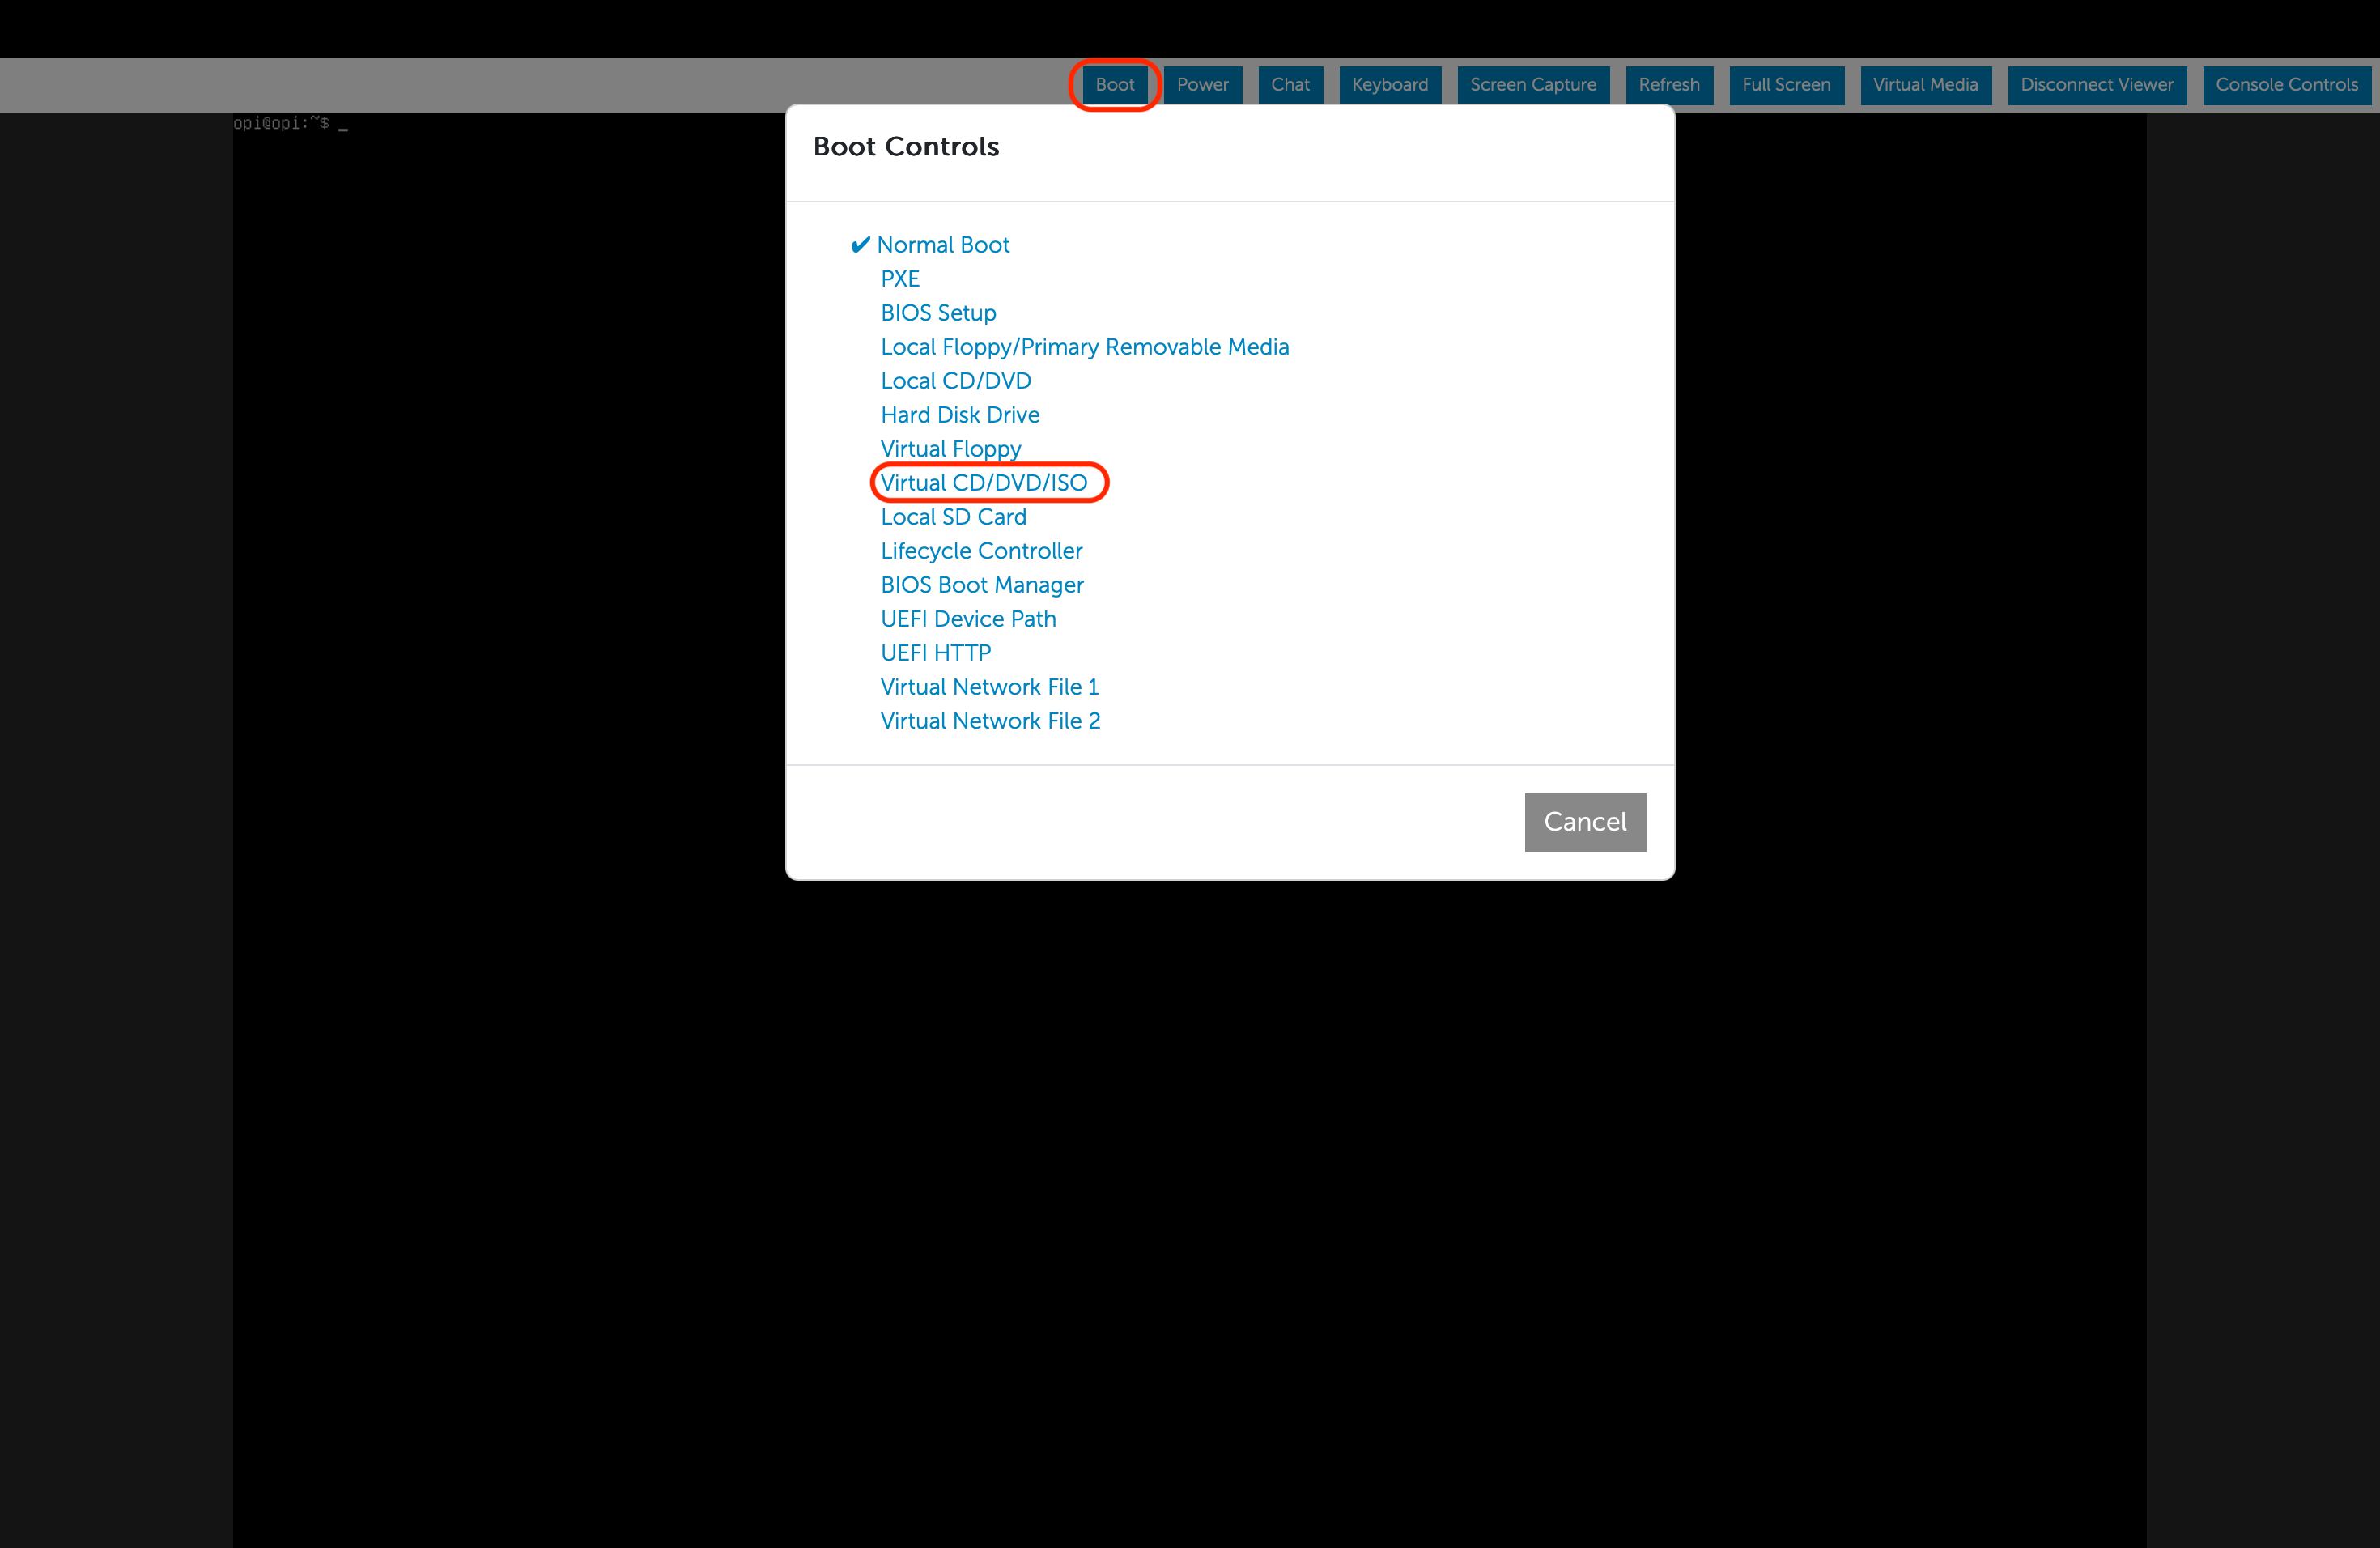 Boot Power Chat Keyboard Screen Capture Refresh Full Screen Virtual Media Disconnect Viewer Console Controls
opi@opi:~$ _
Boot Controls
✔ Normal Boot
PXE
BIOS Setup
Local Floppy/Primary Removable Media
Local CD/DVD
Hard Disk Drive
Virtual Floppy
Virtual CD/DVD/ISO
Local SD Card
Lifecycle Controller
BIOS Boot Manager
UEFI Device Path
UEFI HTTP
Virtual Network File 1
Virtual Network File 2
Cancel